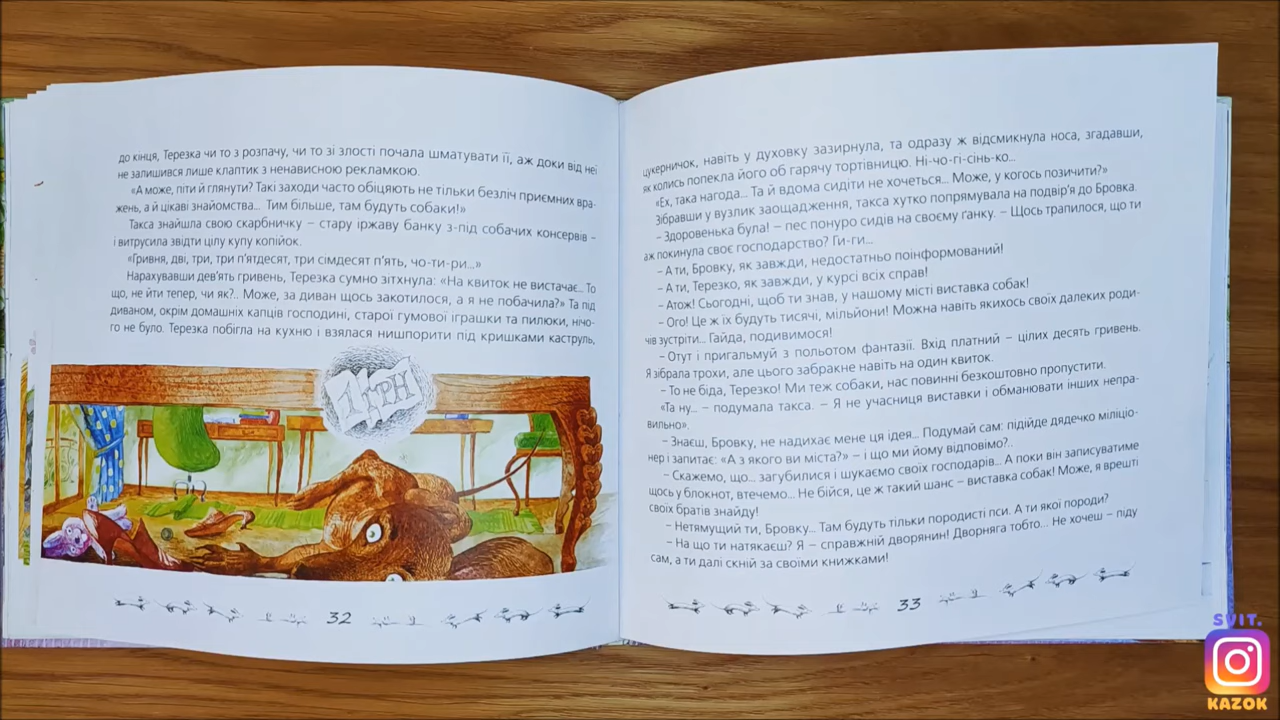 до кінця, Терезка чи то з розпачу, чи то зі злості почала шматувати її, аж доки від неї
не залишився лише клаптик з ненависною рекламкою.
«А може, піти й глянути? Такі заходи часто обіцяють не тільки безліч приємних вра-
жень, а й цікаві знайомства... Тим більше, там будуть собаки!»
Такса знайшла свою скарбничку – стару іржаву банку з-під собачих консервів –
і витрусила звідти цілу купу копійок.
«Гривня, дві, три, три п'ятдесят, три сімдесят п'ять, чо-ти-ри...»
Нарахувавши дев'ять гривень, Терезка сумно зітхнула: «На квиток не вистачає... То
що, не йти тепер, чи як?.. Може, за диван щось закотилося, а я не побачила?» Та під
диваном, окрім домашніх капців господині, старої гумової іграшки та пилюки, нічо-
го не було. Терезка побігла на кухню і взялася нишпорити під кришками каструль,
1 ГРН
32
цукерничок, навіть у духовку зазирнула, та одразу ж відсмикнула носа, згадавши,
як колись попекла його об гарячу тортівницю. Ні-чо-гі-сінь-ко...
«Ех, така нагода... Та й вдома сидіти не хочеться... Може, у когось позичити?»
Зібравши у вузлик заощадження, такса хутко попрямувала на подвір'я до Бровка.
– Здоровенька була! – пес понуро сидів на своєму ґанку. – Щось трапилося, що ти
аж покинула своє господарство? Ги-ги...
– А ти, Бровку, як завжди, недостатньо поінформований!
– А ти, Терезко, як завжди, у курсі всіх справ!
– Атож! Сьогодні, щоб ти знав, у нашому місті виставка собак!
– Ого! Це ж їх будуть тисячі, мільйони! Можна навіть якихось своїх далеких роди-
чів зустріти... Гайда, подивимося!
– Отут і пригальмуй з польотом фантазії. Вхід платний – цілих десять гривень.
Я зібрала трохи, але цього забракне навіть на один квиток.
– То не біда, Терезко! Ми теж собаки, нас повинні безкоштовно пропустити.
«Та ну... – подумала такса. – Я не учасниця виставки і обманювати інших непра-
вильно».
– Знаєш, Бровку, не надихає мене ця ідея... Подумай сам: підійде дядечко міліціо-
нер і запитає: «А з якого ви міста?» – і що ми йому відповімо?..
– Скажемо, що... загубилися і шукаємо своїх господарів... А поки він записуватиме
щось у блокнот, втечемо... Не бійся, це ж такий шанс – виставка собак! Може, я врешті
своїх братів знайду!
– Нетямущий ти, Бровку... Там будуть тільки породисті пси. А ти якої породи?
– На що ти натякаєш? Я – справжній дворянин! Дворняга тобто... Не хочеш – піду
сам, а ти далі скній за своїми книжками!
33
SVIT.
KAZOK